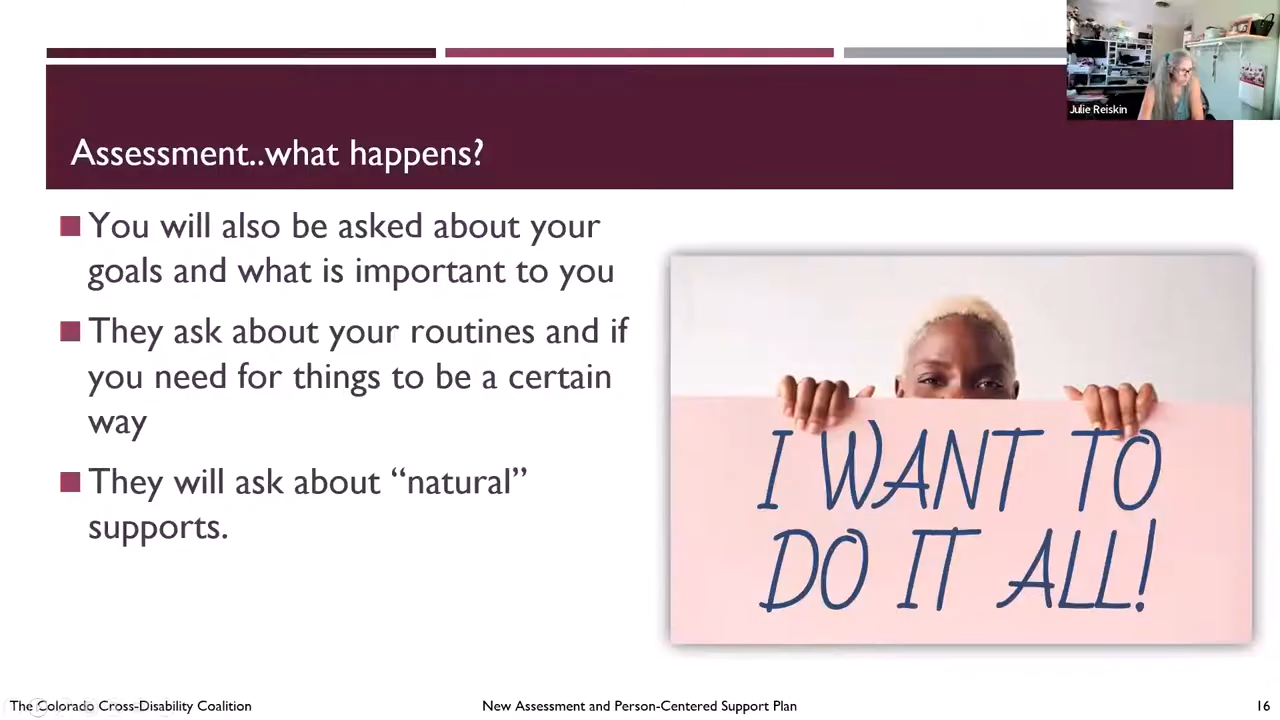 Julie Reiskin
Assessment..what happens?
You will also be asked about your
goals and what is important to you
They ask about your routines and if
you need for things to be a certain
way
They will ask about “natural”
supports.
I WANT TO
DO IT ALL!
The Colorado Cross-Disability Coalition
New Assessment and Person-Centered Support Plan
16